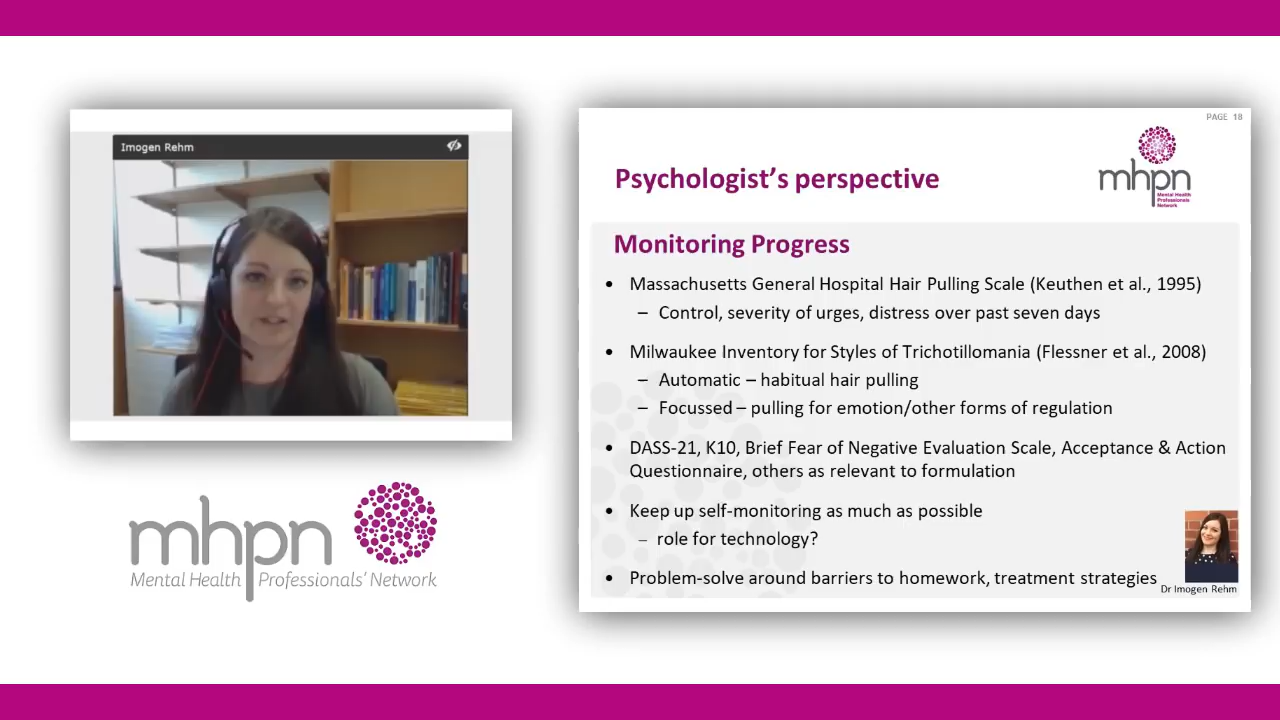 Imogen Rehm
mhpn
Mental Health Professionals' Network
PAGE 18
mhpn
Mental Health
Professionals
Network
Psychologist's perspective
Monitoring Progress
• Massachusetts General Hospital Hair Pulling Scale (Keuthen et al., 1995)
– Control, severity of urges, distress over past seven days
• Milwaukee Inventory for Styles of Trichotillomania (Flessner et al., 2008)
– Automatic – habitual hair pulling
– Focussed – pulling for emotion/other forms of regulation
• DASS-21, K10, Brief Fear of Negative Evaluation Scale, Acceptance & Action
Questionnaire, others as relevant to formulation
• Keep up self-monitoring as much as possible
– role for technology?
• Problem-solve around barriers to homework, treatment strategies
Dr Imogen Rehm